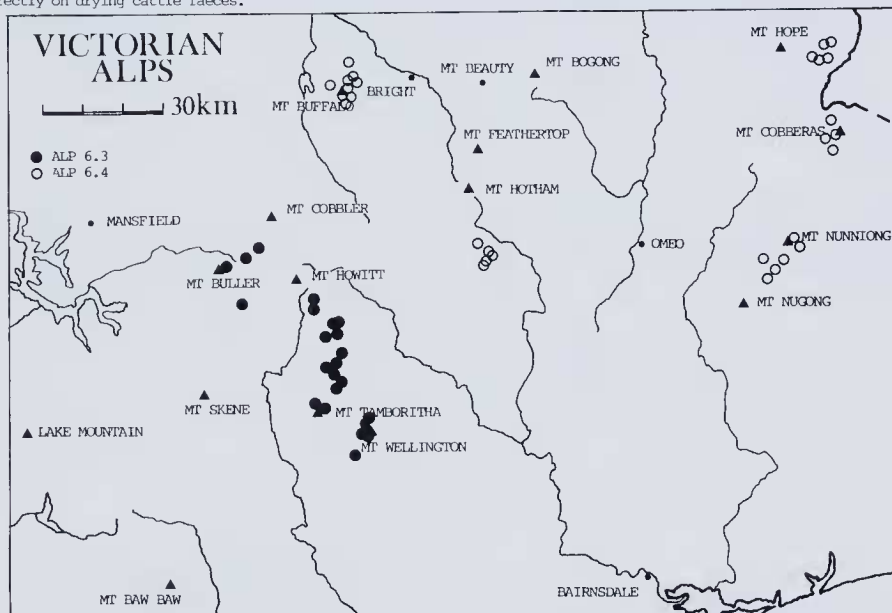 directly on drying cattle faeces.
VICTORIAN
ALPS
30km
ALP 6.3
ALP 6.4
MT HOPE
MT BEAUTY
MT BOGONG
BRIGHT
MT BUFFALO
MT FEATHERTOP
MT COBBERAS
MT HOTHAM
MANSFIELD
MT COBBLER
OMEO
MT NUNNIONG
MT BULLER
MT HOWITT
MT NUGONG
MT SKENE
MT TAMBORITHA
LAKE MOUNTAIN
MT WELLINGTON
MT BAW BAW
BAIRNSDALE